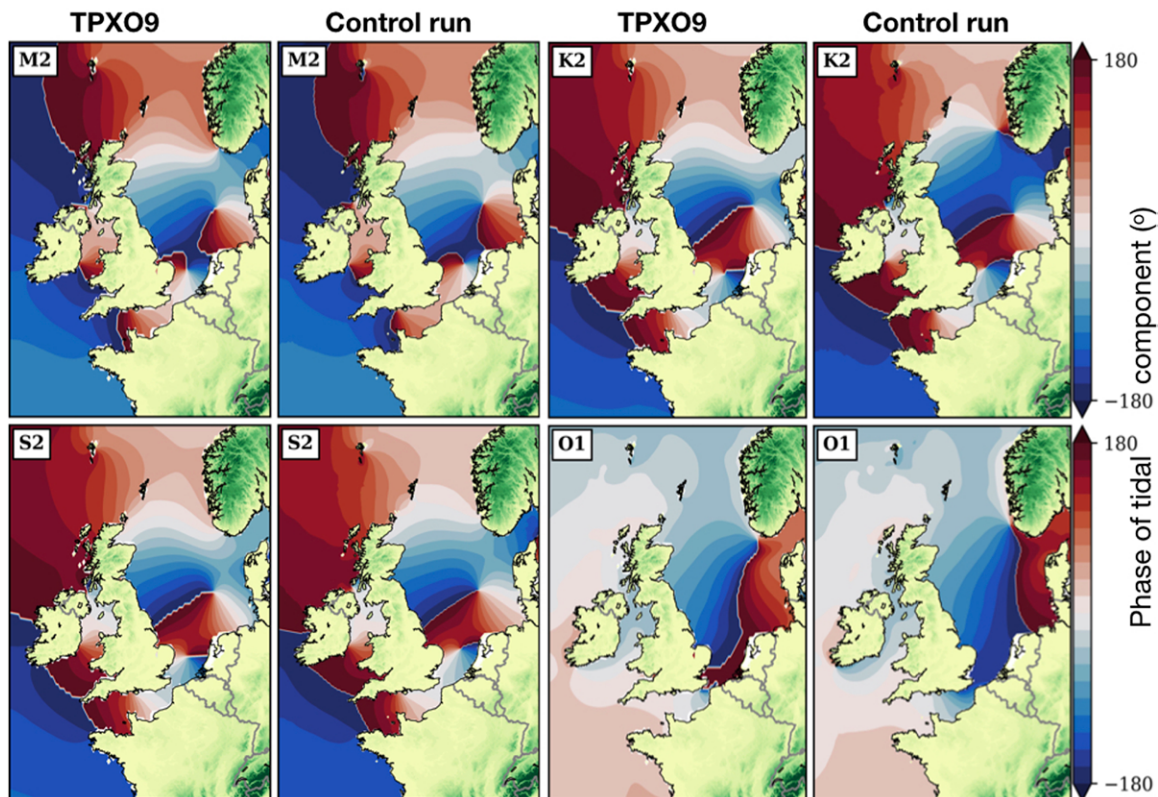 TPXO9 Control run TPXO9 Control run
M2 M2 K2 K2
180
−180
S2 S2 O1 O1
180
−180
Phase of tidal component (º)